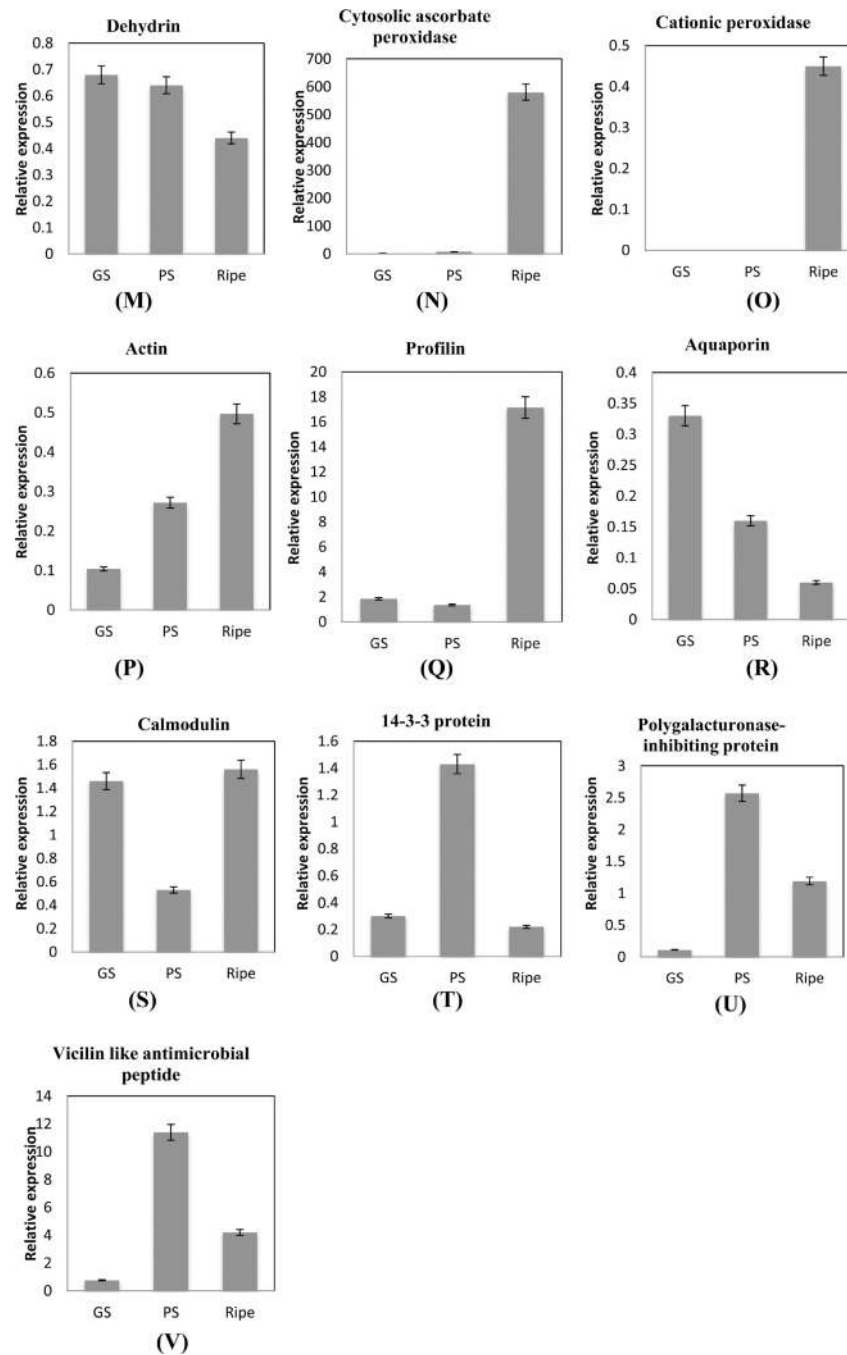 Dehydrin
Relative expression
0.8
0.7
0.6
0.5
0.4
0.3
0.2
0.1
0
GS PS Ripe
(M)
Cytosolic ascorbate
peroxidase
Relative expression
700
600
500
400
300
200
100
0
GS PS Ripe
(N)
Cationic peroxidase
Relative expression
0.5
0.4
0.3
0.2
0.1
0
GS PS Ripe
(O)
Actin
Relative expression
0.6
0.5
0.4
0.3
0.2
0.1
0
GS PS Ripe
(P)
Profilin
Relative expression
20
18
16
14
12
10
8
6
4
2
0
GS PS Ripe
(Q)
Aquaporin
Relative expression
0.4
0.35
0.3
0.25
0.2
0.15
0.1
0.05
0
GS PS Ripe
(R)
Calmodulin
Relative expression
1.8
1.6
1.4
1.2
1
0.8
0.6
0.4
0.2
0
GS PS Ripe
(S)
14-3-3 protein
Relative expression
1.6
1.4
1.2
1
0.8
0.6
0.4
0.2
0
GS PS Ripe
(T)
Polygalacturonase-
inhibiting protein
Relative expression
3
2.5
2
1.5
1
0.5
0
GS PS Ripe
(U)
Vicilin like antimicrobial
peptide
Relative expression
14
12
10
8
6
4
2
0
GS PS Ripe
(V)